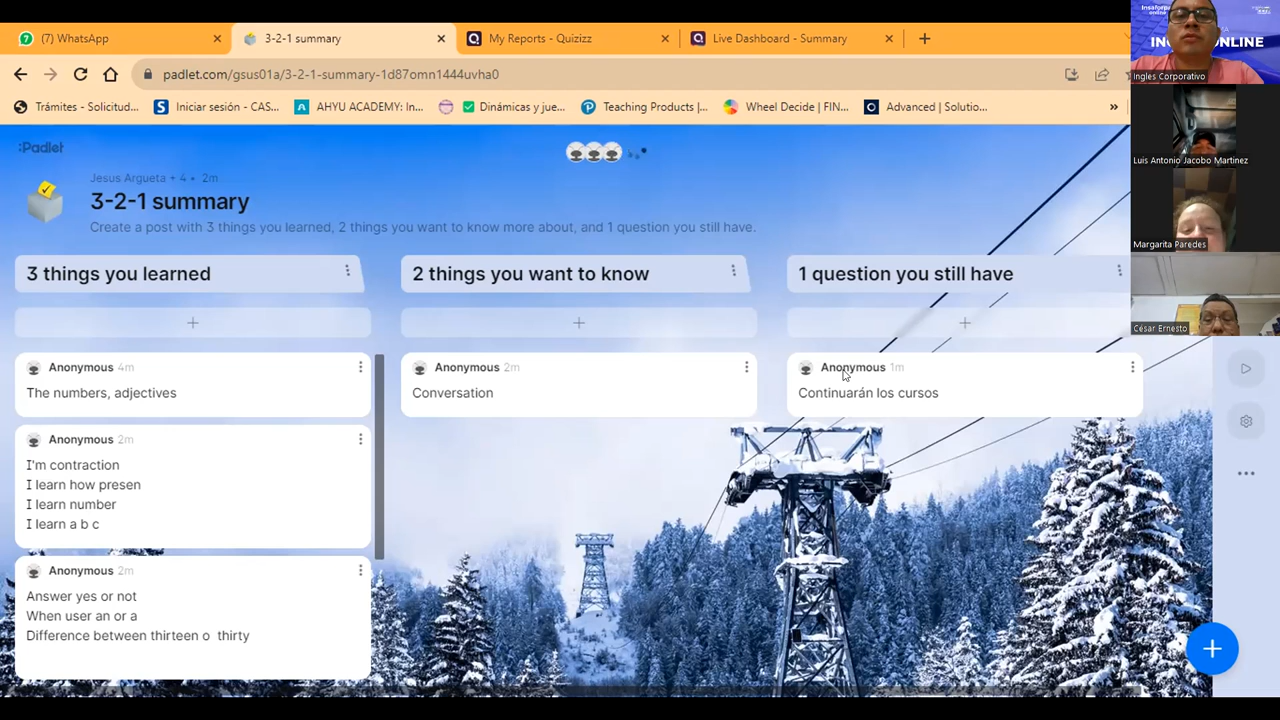 (7) WhatsApp
3-2-1 summary
My Reports - Quizizz
Live Dashboard - Summary
padlet.com/gsus01a/3-2-1-summary-1d87omn1444uvha0
Trámites - Solicitud...
Iniciar sesión - CAS...
AHYU ACADEMY: In...
Dinámicas y jue...
Teaching Products |...
Wheel Decide | FIN...
Advanced | Solutio...
»
:Padlet
Jesus Argueta + 4 • 2m
3-2-1 summary
Create a post with 3 things you learned, 2 things you want to know more about, and 1 question you still have.
3 things you learned
2 things you want to know
1 question you still have
Anonymous 4m
The numbers, adjectives
Anonymous 2m
I'm contraction
I learn how presen
I learn number
I learn a b c
Anonymous 2m
Answer yes or not
When user an or a
Difference between thirteen o thirty
Anonymous 2m
Conversation
Anonymous 1m
Continuarán los cursos
Ingles Corporativo
Luis Antonio Jacobo Martinez
Margarita Paredes
César Ernesto